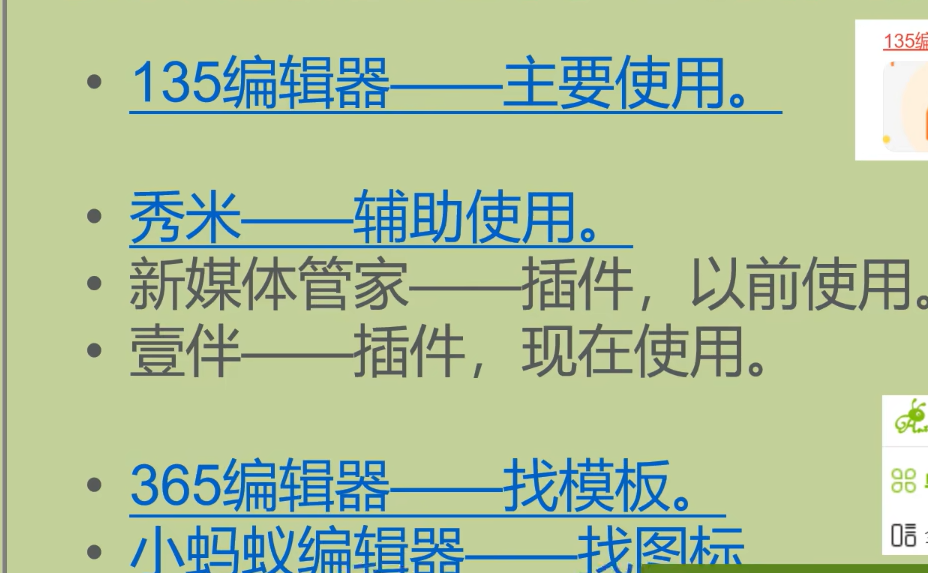 135编
135编辑器——主要使用。
秀米——辅助使用。
新媒体管家——插件，以前使用。
壹伴——插件，现在使用。
365编辑器——找模板。
小蚂蚁编辑器——找图标